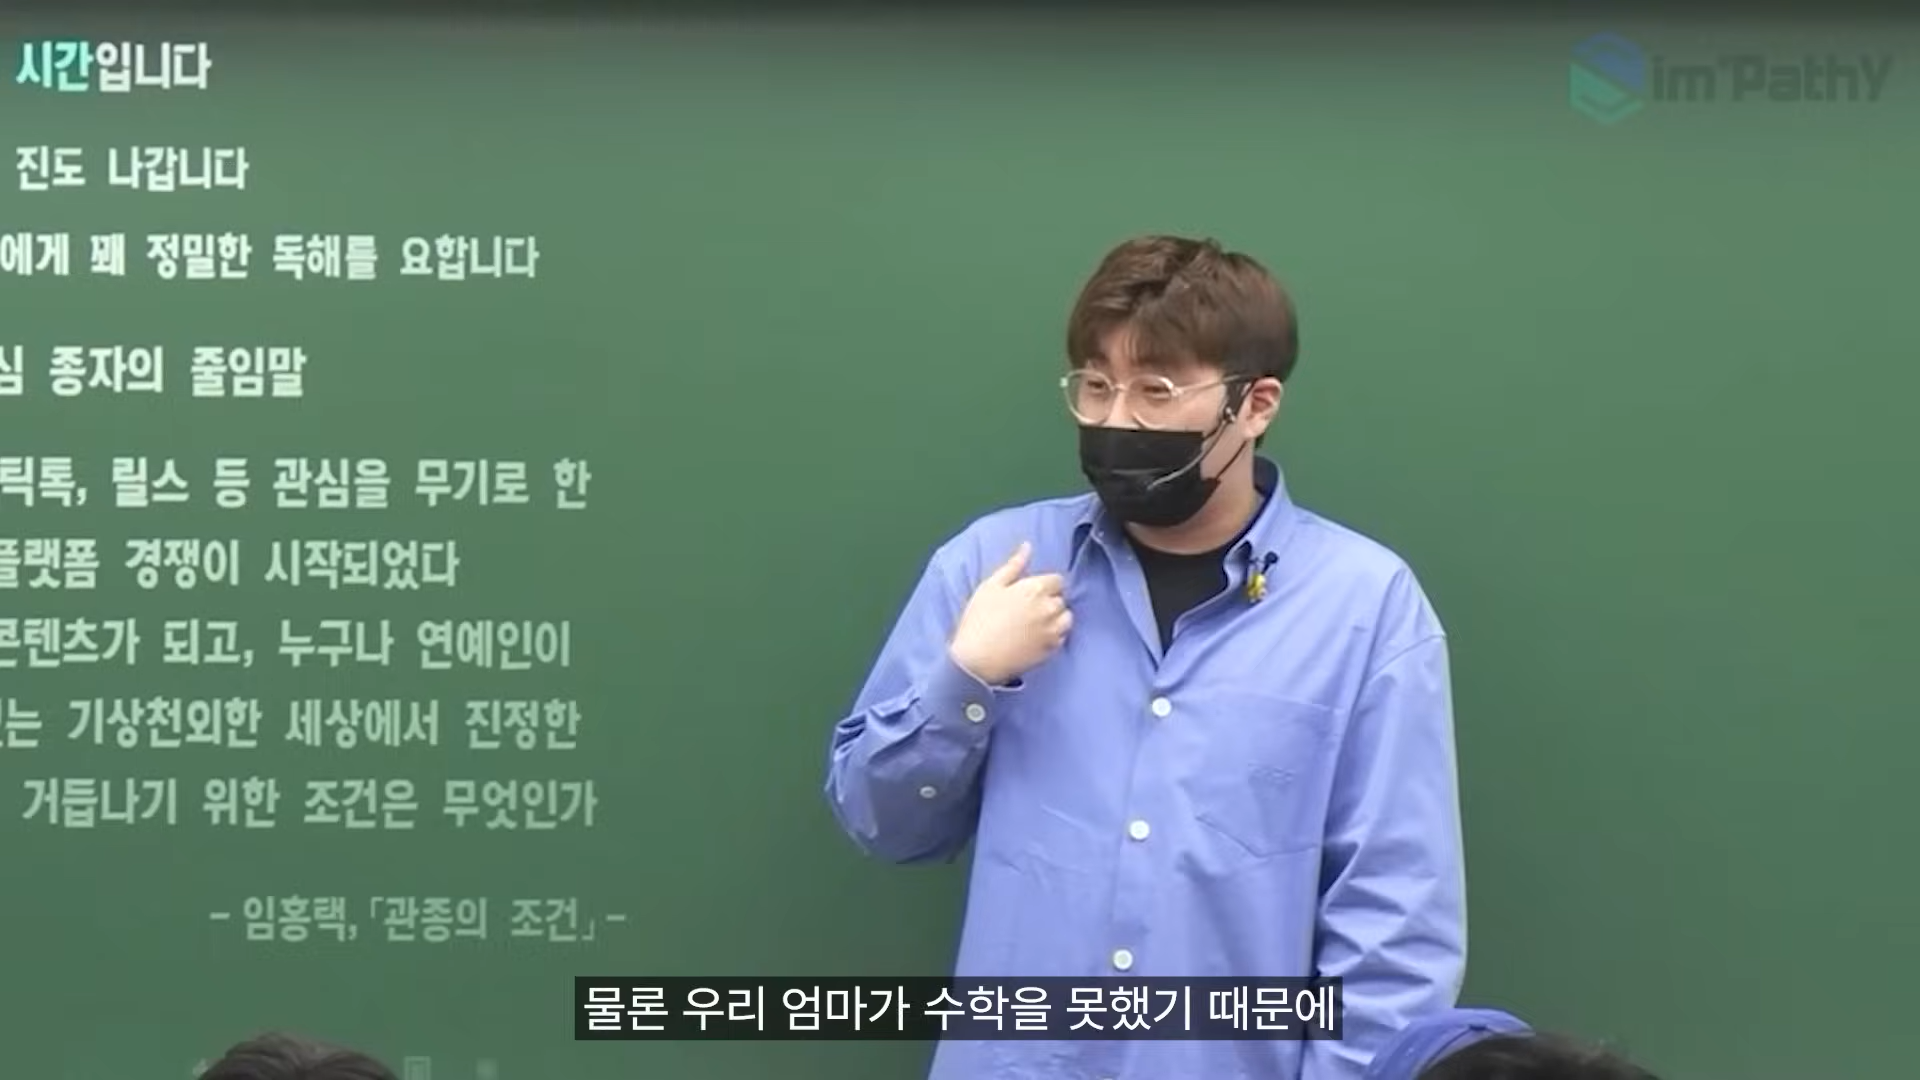 시간입니다
im*Pathy
진도 나갑니다
에게 꽤 정밀한 독해를 요합니다
심 종자의 줄임말
틱톡, 릴스 등 관심을 무기로 한
플랫폼 경쟁이 시작되었다
콘텐츠가 되고, 누구나 연예인이
는 기상천외한 세상에서 진정한
거듭나기 위한 조건은 무엇인가
- 임홍택, 「관종의 조건」 -
물론 우리 엄마가 수학을 못했기 때문에